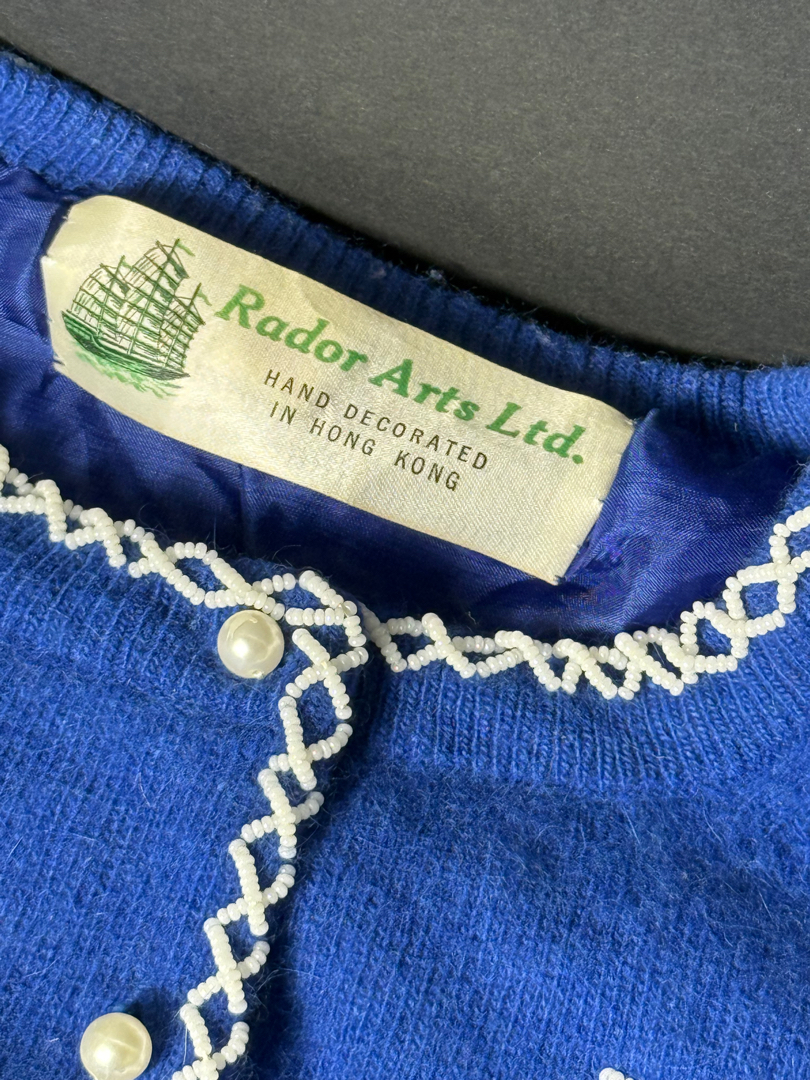 Rador Arts Ltd.
HAND DECORATED
IN HONG KONG